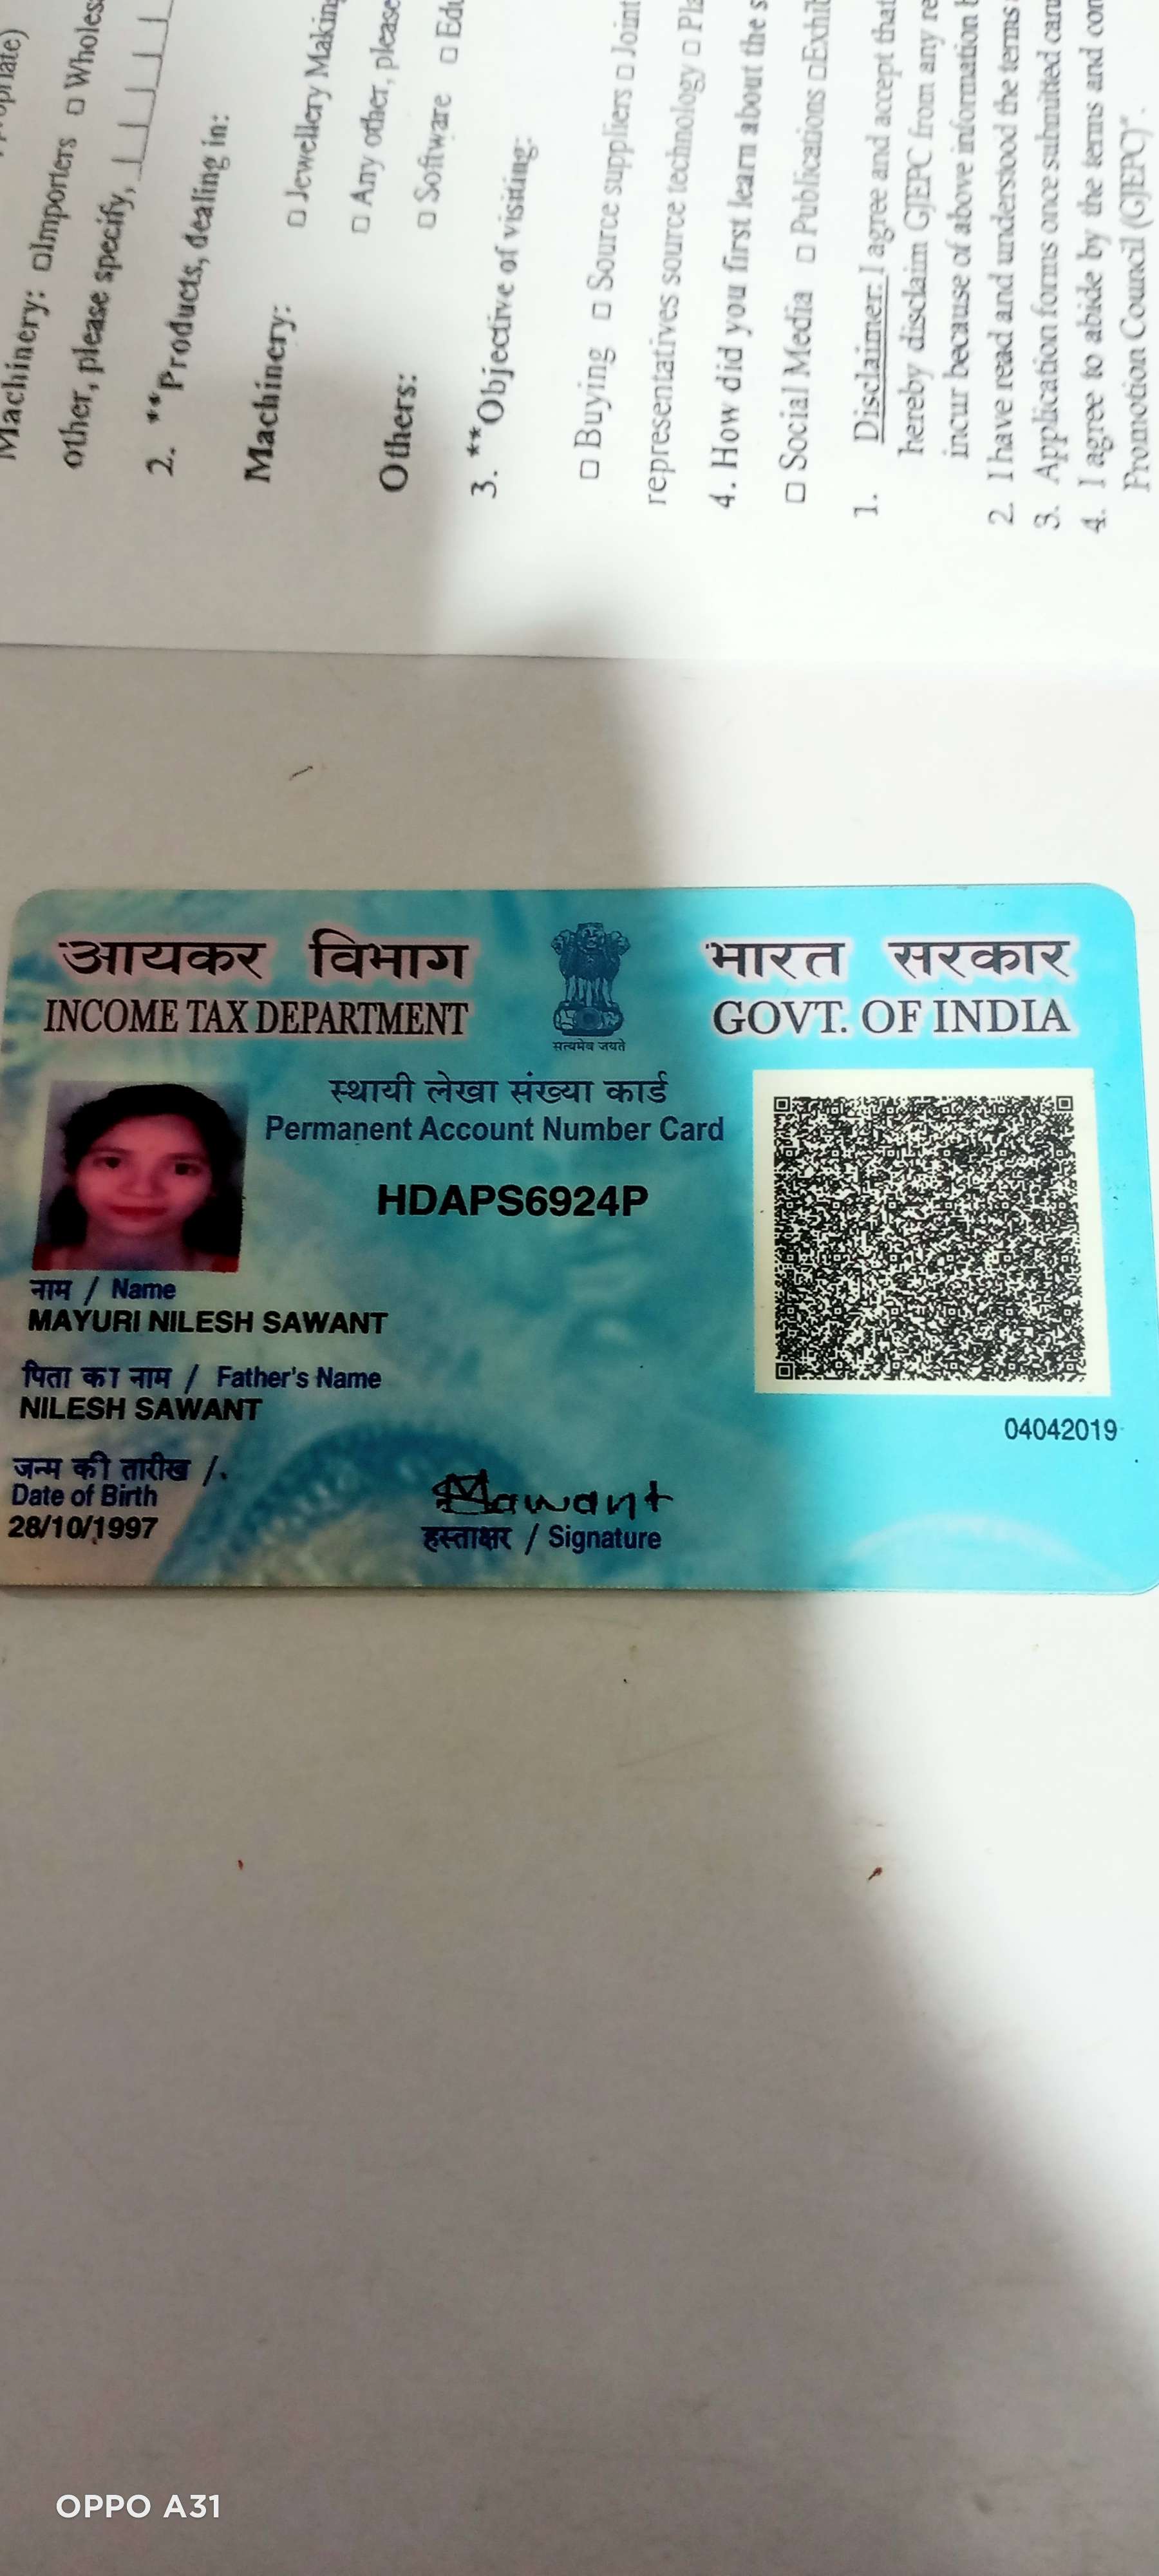 Machinery: □Importers □ Wholes
other, please specify,
2. **Products, dealing in:
Machinery: □ Jewellery Making
□ Any other, please
Others: □ Software □ Edu
3. **Objective of visiting:
□ Buying □ Source suppliers □ Joint
representatives source technology □ Pla
4. How did you first learn about the s
□ Social Media □ Publications □Exhib
1. Disclaimer: I agree and accept that
hereby disclaim GJEPC from any re
incur because of above information
2. I have read and understood the terms
3. Application forms once submitted can
4. I agree to abide by the terms and con
Promotion Council (GJEPC)".
आयकर विभाग
INCOME TAX DEPARTMENT
सत्यमेव जयते
भारत सरकार
GOVT. OF INDIA
स्थायी लेखा संख्या कार्ड
Permanent Account Number Card
HDAPS6924P
नाम / Name
MAYURI NILESH SAWANT
पिता का नाम / Father's Name
NILESH SAWANT
04042019
जन्म की तारीख /
Date of Birth
28/10/1997
MSawant
हस्ताक्षर / Signature
OPPO A31